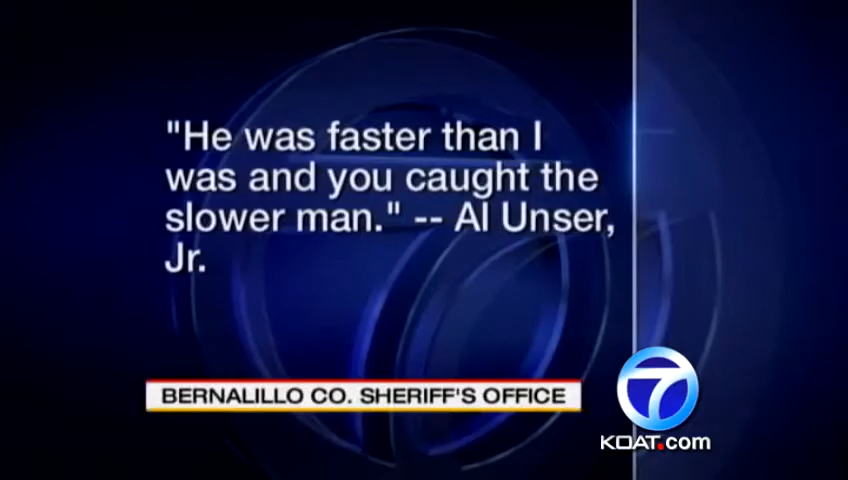 "He was faster than I
was and you caught the
slower man." -- Al Unser,
Jr.
BERNALILLO CO. SHERIFF'S OFFICE
7
KOAT.com